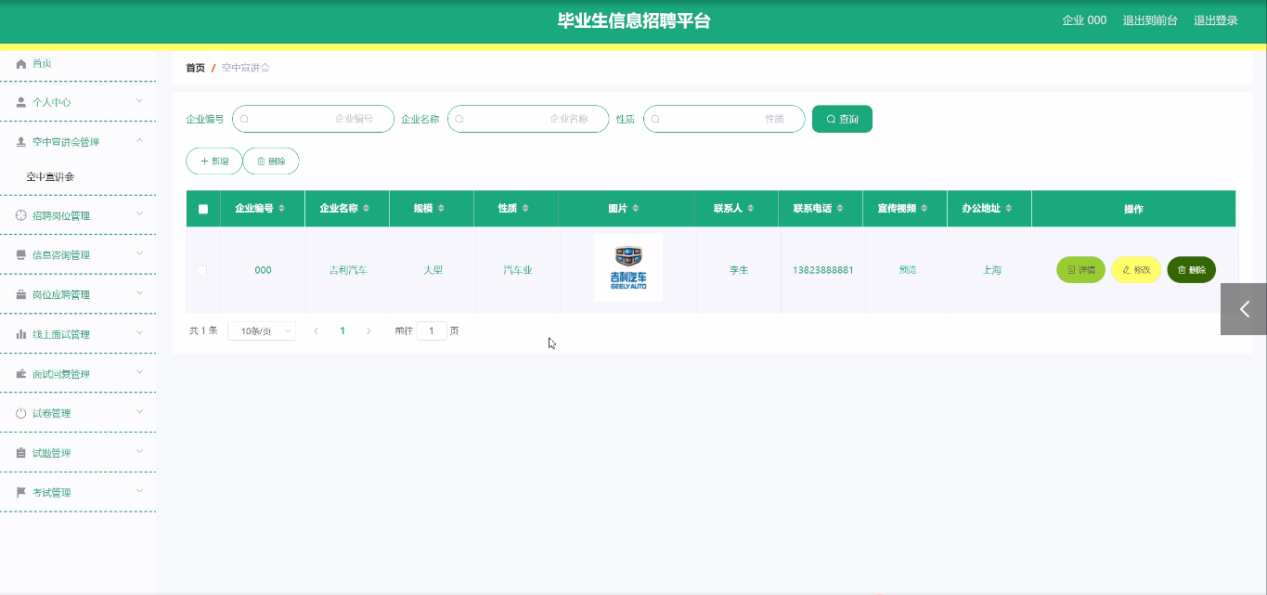 毕业生信息招聘平台
企业 000 退出到前台 退出登录
首页
个人中心
空中宣讲会管理
空中宣讲会
招聘岗位管理
信息咨询管理
岗位应聘管理
线上面试管理
面试回复管理
试卷管理
试题管理
考试管理
首页 / 空中宣讲会
企业编号 企业编号 企业名称 企业名称 性质 性质 查询
新增 删除
企业编号 企业名称 规模 性质 图片 联系人 联系电话 宣传视频 办公地址 操作
000 吉利汽车 大型 汽车业 吉利汽车 GEELY AUTO 李生 13823888881 预览 上海 详情 修改 删除
共 1 条 10条/页 1 前往 1 页